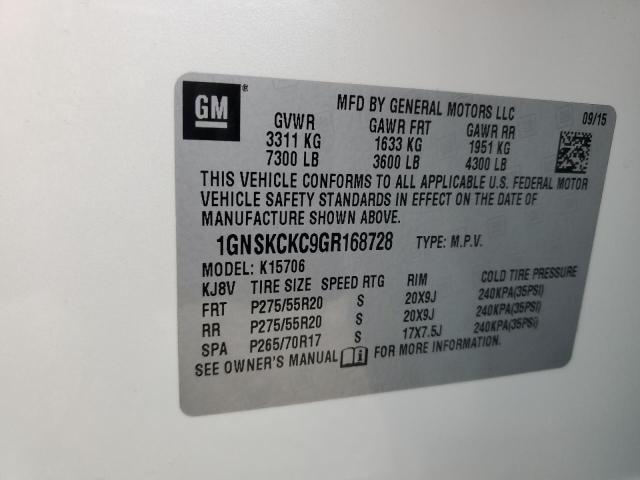 GM ®
MFD BY GENERAL MOTORS LLC 09/15
GVWR GAWR FRT GAWR RR
3311 KG 1633 KG 1951 KG
7300 LB 3600 LB 4300 LB
THIS VEHICLE CONFORMS TO ALL APPLICABLE U.S. FEDERAL MOTOR
VEHICLE SAFETY STANDARDS IN EFFECT ON THE DATE OF
MANUFACTURE SHOWN ABOVE.
1GNSKCKC9GR168728 TYPE: M.P.V.
MODEL: K15706
KJ8V TIRE SIZE SPEED RTG RIM COLD TIRE PRESSURE
FRT P275/55R20 S 20X9J 240KPA(35PSI)
RR P275/55R20 S 20X9J 240KPA(35PSI)
SPA P265/70R17 S 17X7.5J 240KPA(35PSI)
SEE OWNER'S MANUAL FOR MORE INFORMATION.